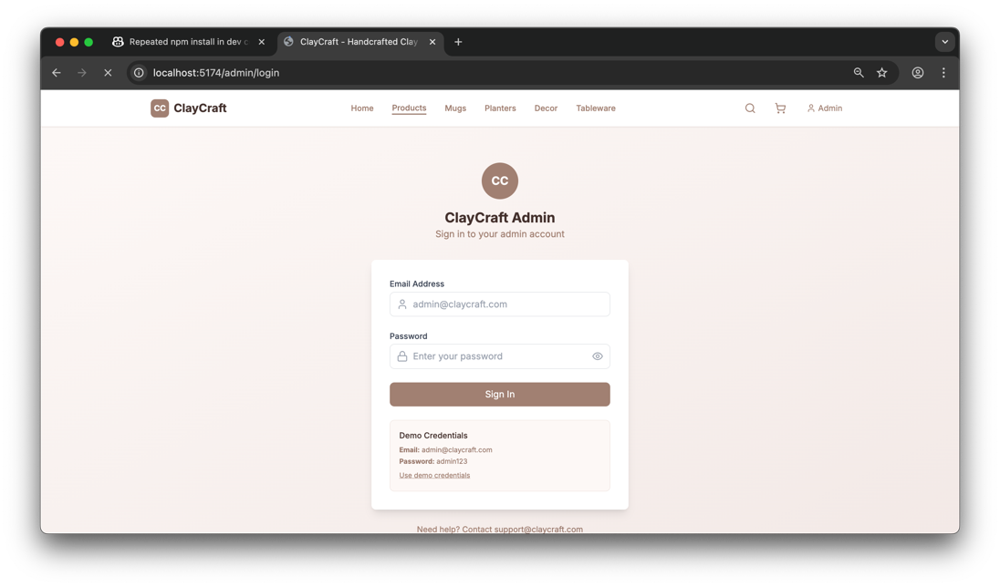 Repeated npm install in dev c
ClayCraft - Handcrafted Clay
localhost:5174/admin/login
CC ClayCraft
Home Products Mugs Planters Decor Tableware
Admin
CC
ClayCraft Admin
Sign in to your admin account
Email Address
admin@claycraft.com
Password
Enter your password
Sign In
Demo Credentials
Email: admin@claycraft.com
Password: admin123
Use demo credentials
Need help? Contact support@claycraft.com